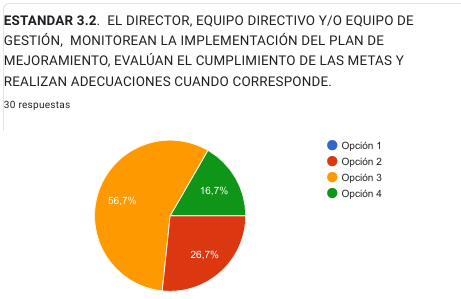 ESTANDAR 3.2. EL DIRECTOR, EQUIPO DIRECTIVO Y/O EQUIPO DE
GESTIÓN, MONITOREAN LA IMPLEMENTACIÓN DEL PLAN DE
MEJORAMIENTO, EVALÚAN EL CUMPLIMIENTO DE LAS METAS Y
REALIZAN ADECUACIONES CUANDO CORRESPONDE.
30 respuestas
Opción 1
Opción 2
Opción 3
Opción 4
56,7%
16,7%
26,7%